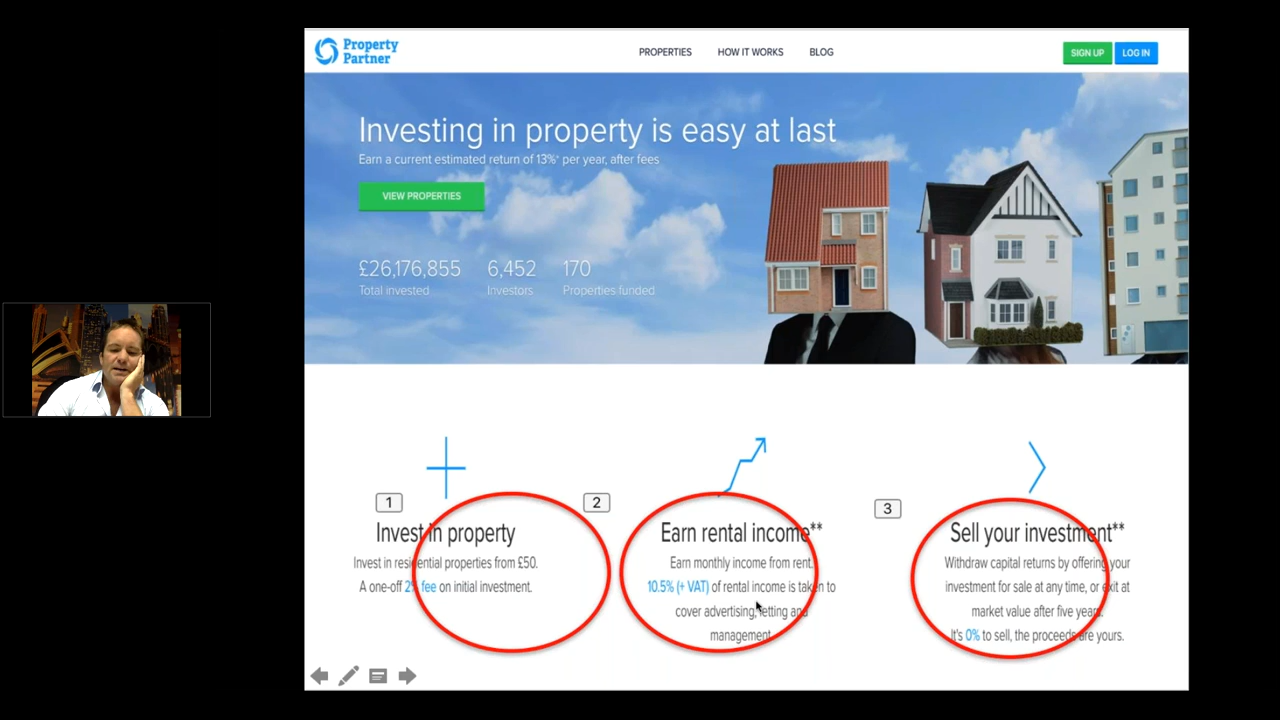 Property
Partner
PROPERTIES HOW IT WORKS BLOG
SIGN UP LOG IN
Investing in property is easy at last
Earn a current estimated return of 13%* per year, after fees
VIEW PROPERTIES
£26,176,855 6,452 170
Total invested Investors Properties funded
1 2 3
Invest in property
Invest in residential properties from £50.
A one-off 2% fee on initial investment.
Earn rental income**
Earn monthly income from rent.
10.5% (+ VAT) of rental income is taken to
cover advertising, letting and
management.
Sell your investment**
Withdraw capital returns by offering your
investment for sale at any time, or exit at
market value after five years.
It's 0% to sell, the proceeds are yours.